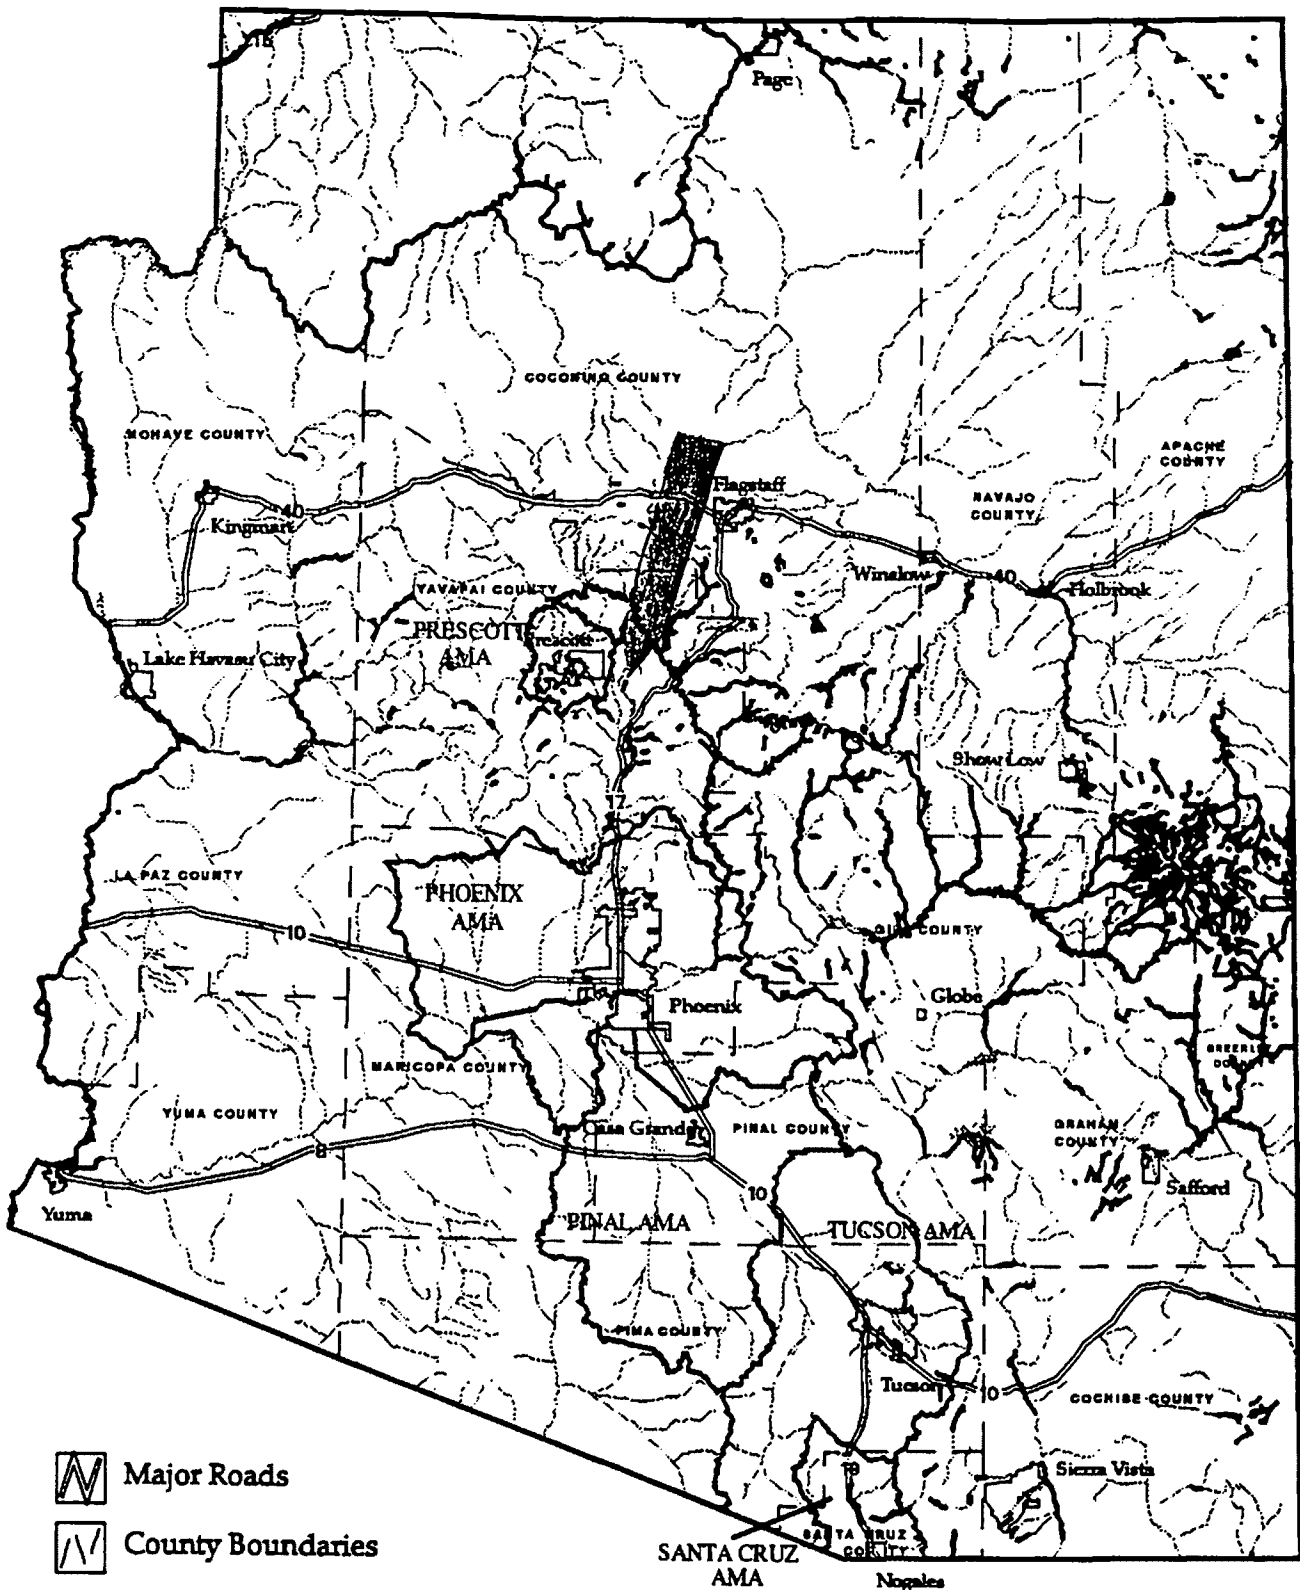 15
Page
COCONINO COUNTY
MOHAVE COUNTY
APACHE
COUNTY
Flagstaff
NAVAJO
COUNTY
40
Kingman
Winslow
40
Holbrook
YAVAPAI COUNTY
PRESCOTT
AMA
Prescott
Lake Havasu City
Show Low
17
LA PAZ COUNTY
PHOENIX
AMA
10
GILA COUNTY
Globe
Phoenix
MARICOPA COUNTY
GREENLEE
COUNTY
YUMA COUNTY
Casa Grande
PINAL COUNTY
GRAHAM
COUNTY
8
Safford
10
Yuma
PINAL AMA
TUCSON AMA
PIMA COUNTY
Tucson
10
COCHISE COUNTY
Major Roads
19
Sierra Vista
County Boundaries
SANTA CRUZ
COUNTY
SANTA CRUZ
AMA
Nogales